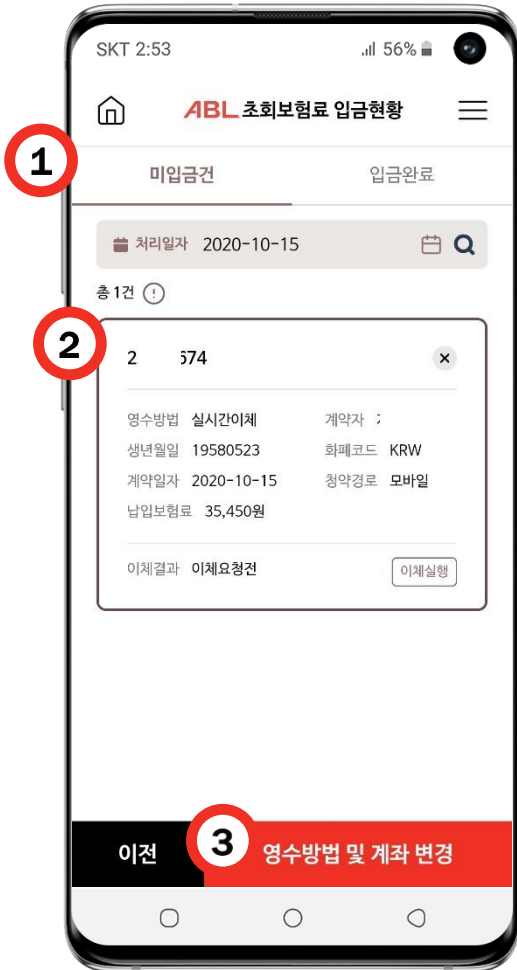 SKT 2:53 56%
ABL 초회보험료 입금현황
1
미입금건 입금완료
처리일자 2020-10-15
총 1건 !
2
2 574
영수방법 실시간이체 계약자
생년월일 19580523 화폐코드 KRW
계약일자 2020-10-15 청약경로 모바일
납입보험료 35,450원
이체결과 이체요청전 이체실행
이전 3 영수방법 및 계좌 변경